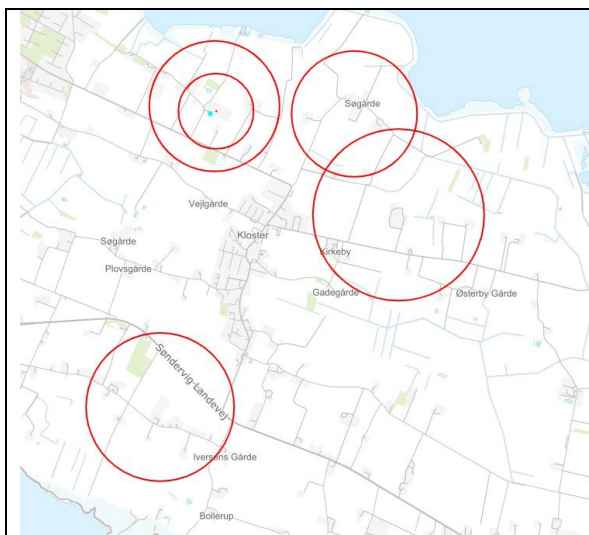 Søgårde
Vejlgårde
Kloster
Søgårde
Kirkeby
Plovsgårde
Gadegårde
Østerby Gårde
Søndervig Landevej
Iversens Gårde
Bollerup